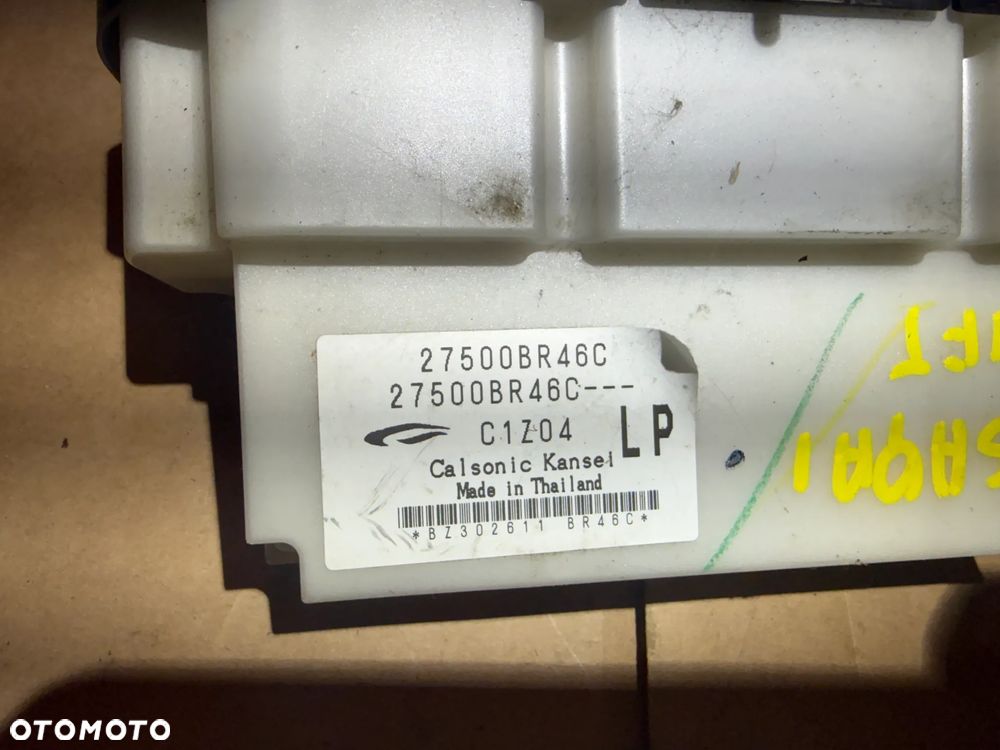 27500BR46C
27500BR46C---
C1Z04
LP
Calsonic Kansei
Made in Thailand
*BZ302611 BR46C*
OTOMOTO